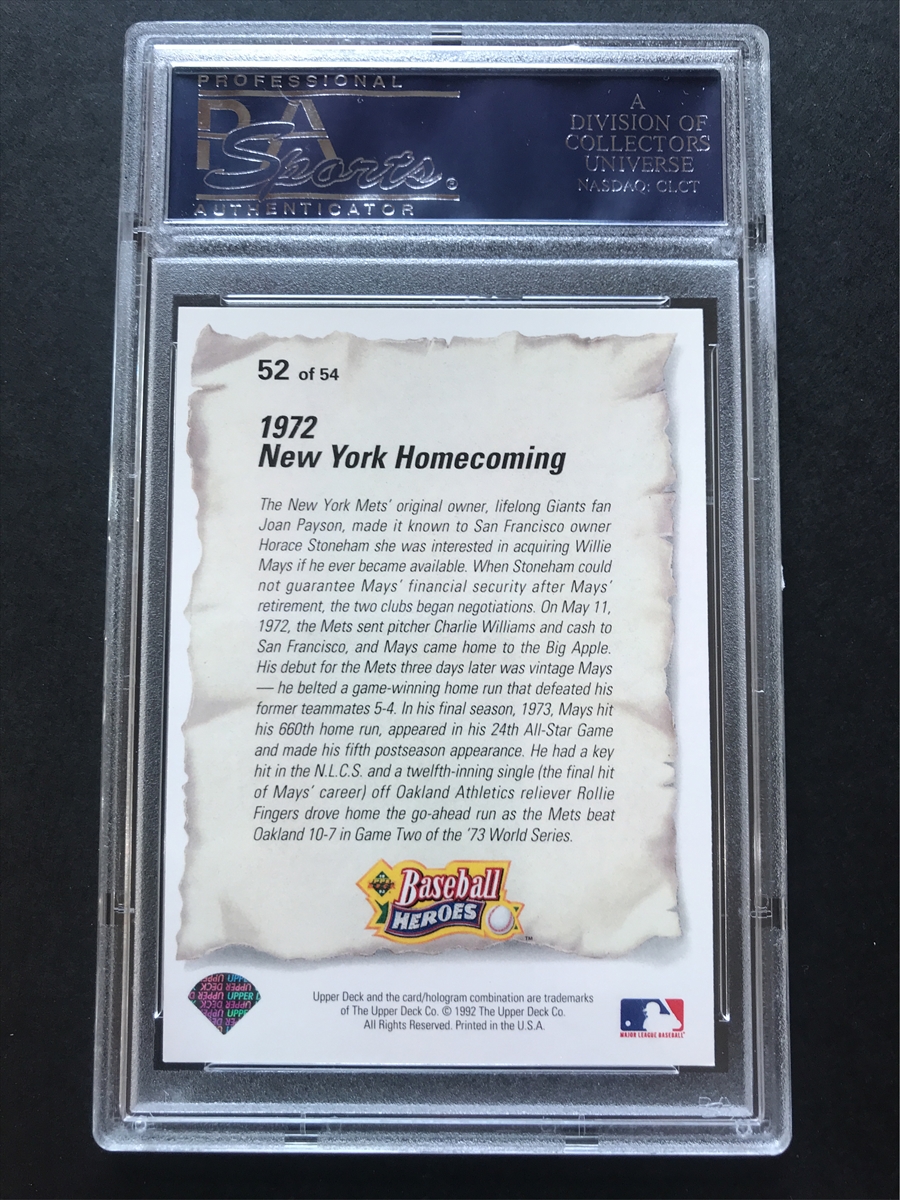 PROFESSIONAL
PSA
Sports®
AUTHENTICATOR
A
DIVISION OF
COLLECTORS
UNIVERSE
NASDAQ: CLCT
52 of 54
1972
New York Homecoming
The New York Mets' original owner, lifelong Giants fan
Joan Payson, made it known to San Francisco owner
Horace Stoneham she was interested in acquiring Willie
Mays if he ever became available. When Stoneham could
not guarantee Mays' financial security after Mays'
retirement, the two clubs began negotiations. On May 11,
1972, the Mets sent pitcher Charlie Williams and cash to
San Francisco, and Mays came home to the Big Apple.
His debut for the Mets three days later was vintage Mays
— he belted a game-winning home run that defeated his
former teammates 5-4. In his final season, 1973, Mays hit
his 660th home run, appeared in his 24th All-Star Game
and made his fifth postseason appearance. He had a key
hit in the N.L.C.S. and a twelfth-inning single (the final hit
of Mays' career) off Oakland Athletics reliever Rollie
Fingers drove home the go-ahead run as the Mets beat
Oakland 10-7 in Game Two of the '73 World Series.
Baseball
HEROES
TM
UPPER DECK
Upper Deck and the card/hologram combination are trademarks
of The Upper Deck Co. © 1992 The Upper Deck Co.
All Rights Reserved. Printed in the U.S.A.
MAJOR LEAGUE BASEBALL